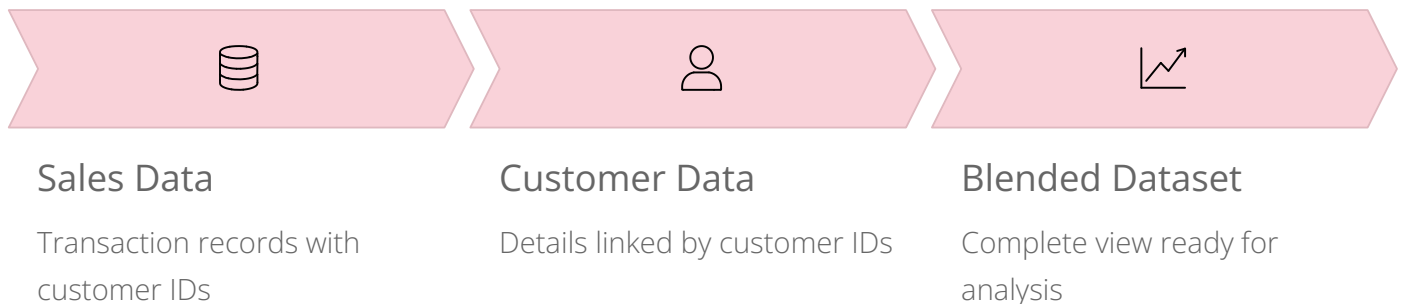 Sales Data
Transaction records with
customer IDs
Customer Data
Details linked by customer IDs
Blended Dataset
Complete view ready for
analysis